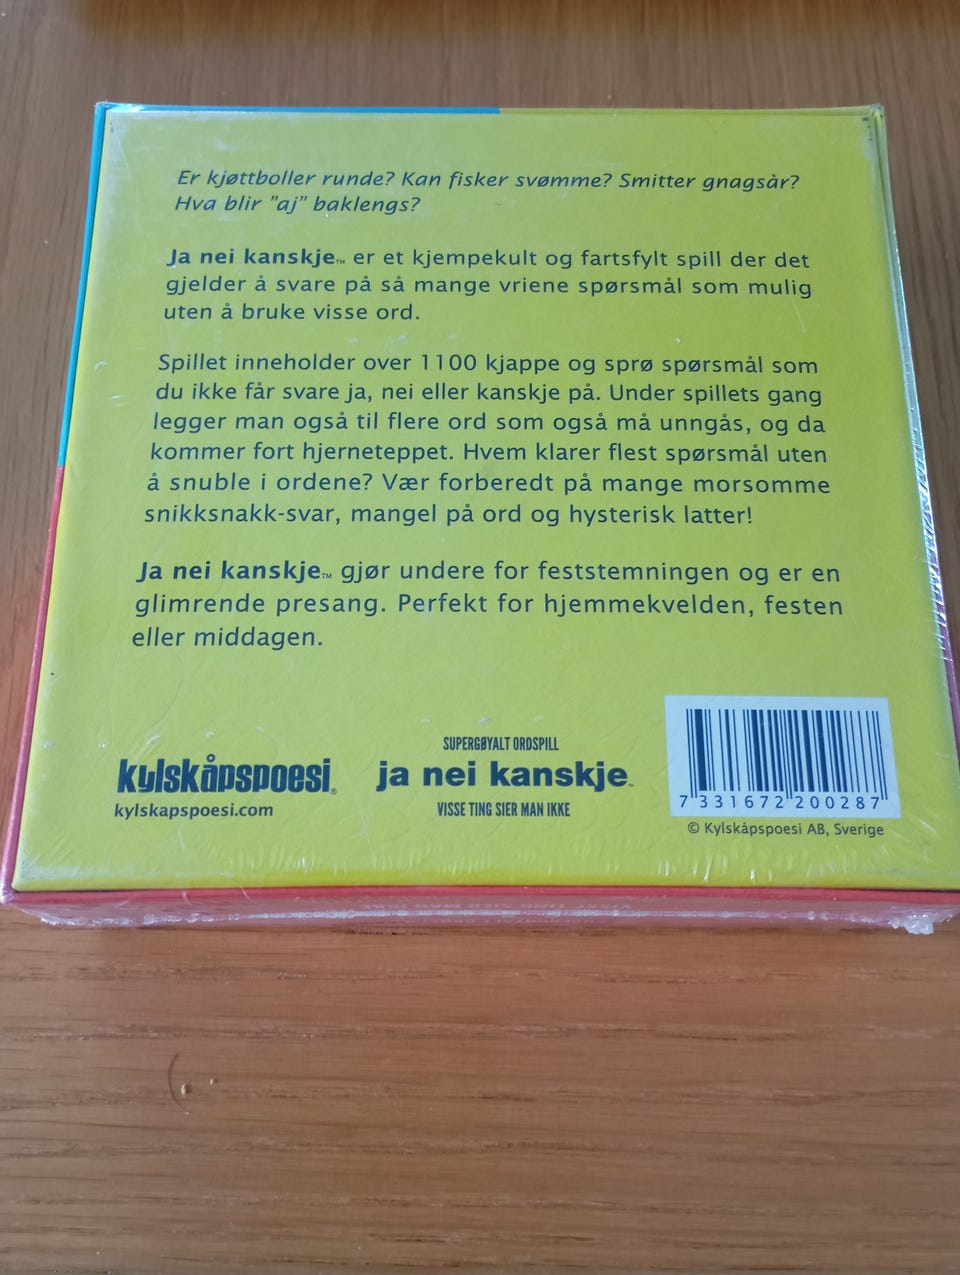 Er kjøttboller runde? Kan fisker svømme? Smitter gnagsår?
Hva blir "aj" baklengs?
Ja nei kanskje™ er et kjempekult og fartsfylt spill der det
gjelder å svare på så mange vriene spørsmål som mulig
uten å bruke visse ord.
Spillet inneholder over 1100 kjappe og sprø spørsmål som
du ikke får svare ja, nei eller kanskje på. Under spillets gang
legger man også til flere ord som også må unngås, og da
kommer fort hjerneteppet. Hvem klarer flest spørsmål uten
å snuble i ordene? Vær forberedt på mange morsomme
snikksnakk-svar, mangel på ord og hysterisk latter!
Ja nei kanskje™ gjør undere for feststemningen og er en
glimrende presang. Perfekt for hjemmekvelden, festen
eller middagen.
kylskåpspoesi®
kylskapspoesi.com
SUPERGØYALT ORDSPILL
ja nei kanskje™
VISSE TING SIER MAN IKKE
7 331672 200287
© Kylskåpspoesi AB, Sverige
VISSE TING SIER MAN IKKE